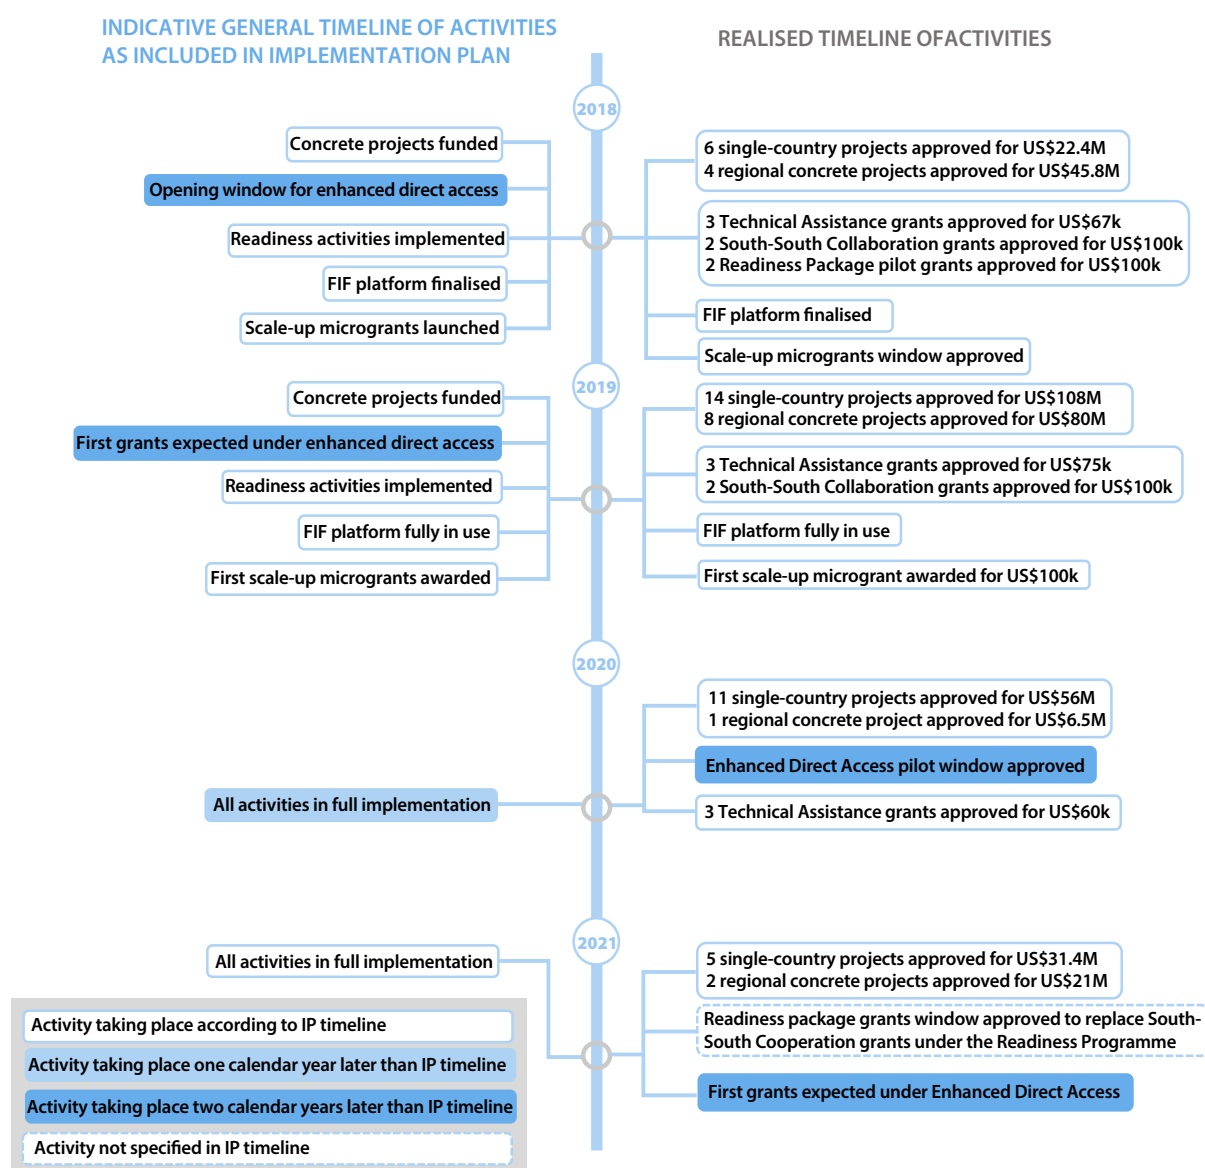 INDICATIVE GENERAL TIMELINE OF ACTIVITIES
AS INCLUDED IN IMPLEMENTATION PLAN
REALISED TIMELINE OFACTIVITIES
2018
Concrete projects funded
Opening window for enhanced direct access
Readiness activities implemented
FIF platform finalised
Scale-up microgrants launched
6 single-country projects approved for US$22.4M
4 regional concrete projects approved for US$45.8M
3 Technical Assistance grants approved for US$67k
2 South-South Collaboration grants approved for US$100k
2 Readiness Package pilot grants approved for US$100k
FIF platform finalised
Scale-up microgrants window approved
2019
Concrete projects funded
First grants expected under enhanced direct access
Readiness activities implemented
FIF platform fully in use
First scale-up microgrants awarded
14 single-country projects approved for US$108M
8 regional concrete projects approved for US$80M
3 Technical Assistance grants approved for US$75k
2 South-South Collaboration grants approved for US$100k
FIF platform fully in use
First scale-up microgrant awarded for US$100k
2020
All activities in full implementation
11 single-country projects approved for US$56M
1 regional concrete project approved for US$6.5M
Enhanced Direct Access pilot window approved
3 Technical Assistance grants approved for US$60k
2021
All activities in full implementation
5 single-country projects approved for US$31.4M
2 regional concrete projects approved for US$21M
Readiness package grants window approved to replace South-
South Cooperation grants under the Readiness Programme
First grants expected under Enhanced Direct Access
Activity taking place according to IP timeline
Activity taking place one calendar year later than IP timeline
Activity taking place two calendar years later than IP timeline
Activity not specified in IP timeline